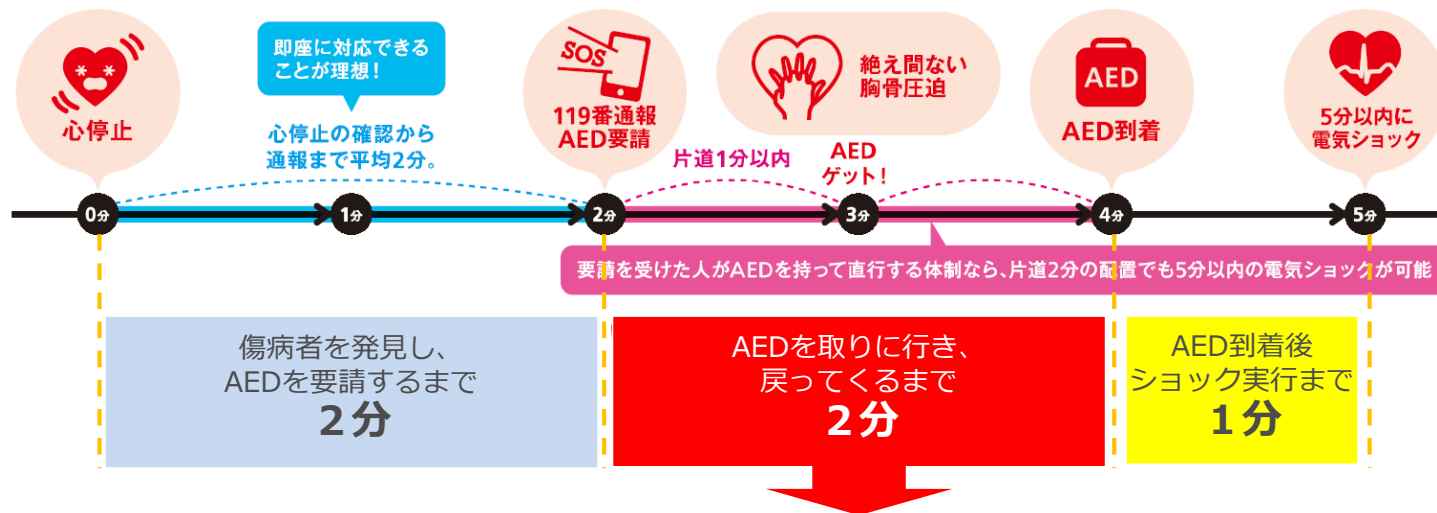 心停止
即座に対応できる
ことが理想!
心停止の確認から
通報まで平均2分。
SOS
119番通報
AED要請
絶え間ない
胸骨圧迫
片道1分以内
AED
ゲット!
AED
AED到着
5分以内に
電気ショック
0分
1分
2分
3分
4分
5分
要請を受けた人がAEDを持って直行する体制なら、片道2分の配置でも5分以内の電気ショックが可能
傷病者を発見し、
AEDを要請するまで
2分
AEDを取りに行き、
戻ってくるまで
2分
AED到着後
ショック実行まで
1分